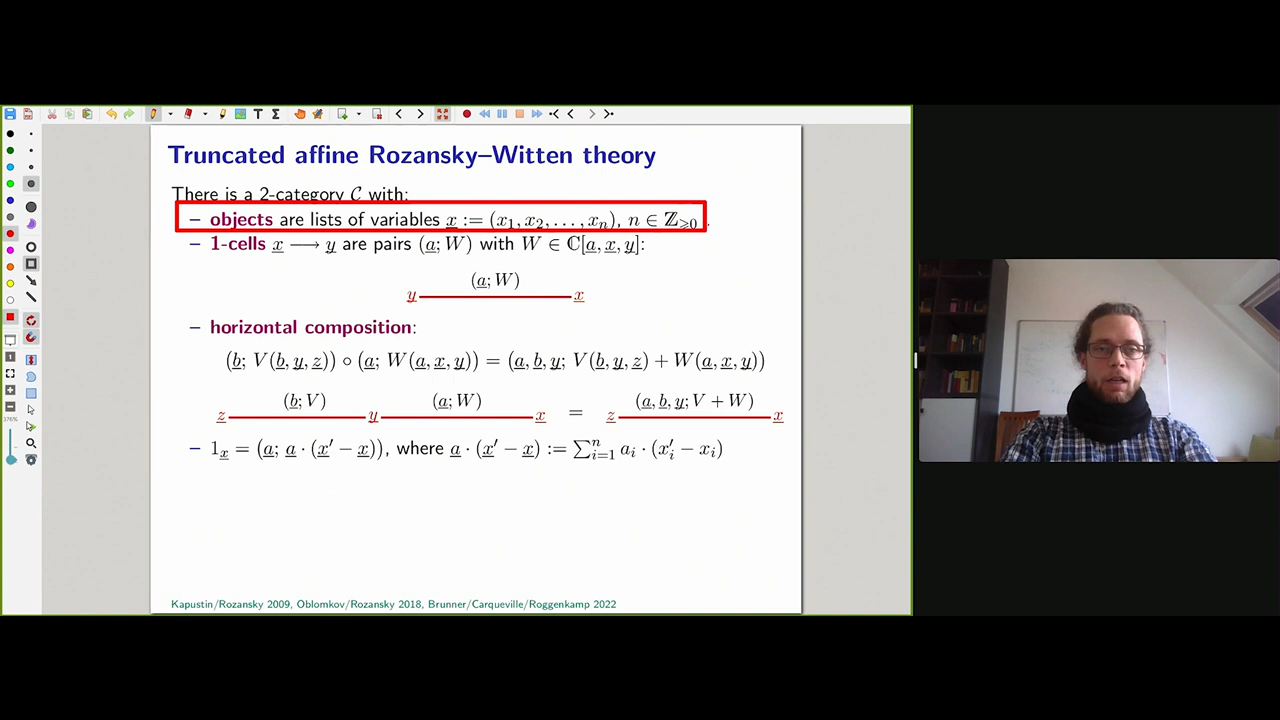 Truncated affine Rozansky–Witten theory
There is a 2-category 𝒞 with:
– objects are lists of variables x̲ := (x₁, x₂, . . . , xₙ), n ∈ ℤ⩾₀ .
– 1-cells x̲ ⟶ y̲ are pairs (a̲; W) with W ∈ ℂ[a̲, x̲, y̲]:
(a̲; W)
y̲ x̲
– horizontal composition:
(b̲; V(b̲, y̲, z̲)) ∘ (a̲; W(a̲, x̲, y̲)) = (a̲, b̲, y̲; V(b̲, y̲, z̲) + W(a̲, x̲, y̲))
(b̲; V) (a̲; W) (a̲, b̲, y̲; V + W)
z̲ y̲ x̲ = z̲ x̲
– 1_x̲ = (a̲; a̲ · (x̲′ − x̲)), where a̲ · (x̲′ − x̲) := ∑ⁿᵢ₌₁ aᵢ · (x′ᵢ − xᵢ)
Kapustin/Rozansky 2009, Oblomkov/Rozansky 2018, Brunner/Carqueville/Roggenkamp 2022